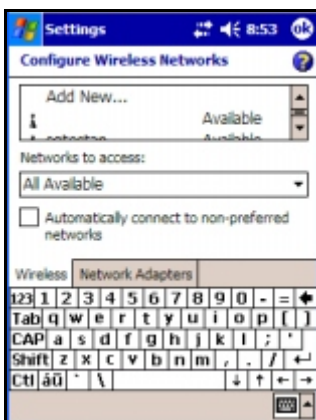 Settings 8:53 ok
Configure Wireless Networks
Add New...
Available
Available
Networks to access:
All Available
Automatically connect to non-preferred
networks
Wireless Network Adapters
123 1 2 3 4 5 6 7 8 9 0 - =
Tab q w e r t y u i o p [ ]
CAP a s d f g h j k l ; '
Shift z x c v b n m , . /
Ctl áü ` \